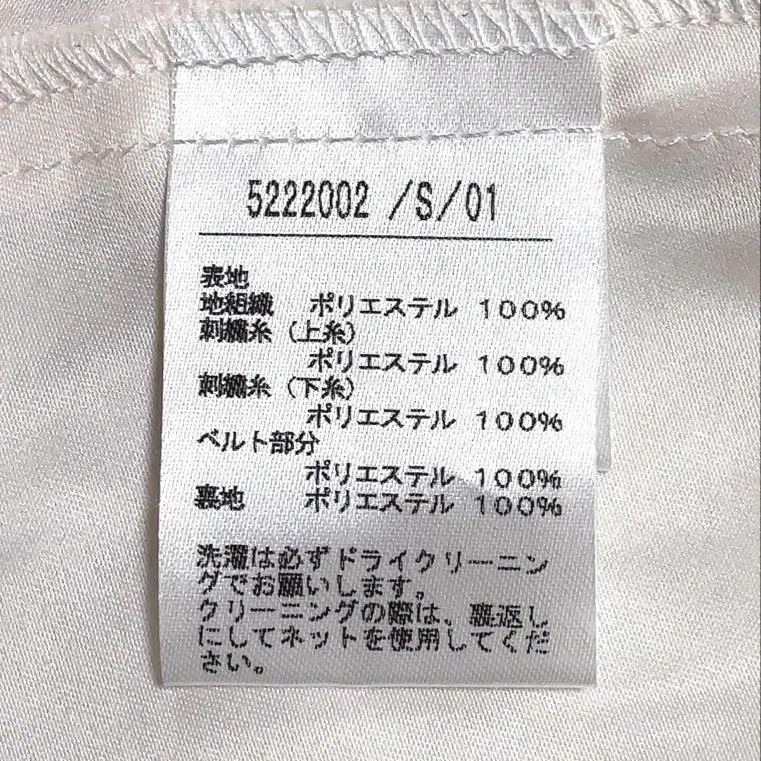 5222002 /S/01
表地
地組織 ポリエステル 100%
刺繍糸(上糸)
ポリエステル 100%
刺繍糸(下糸)
ポリエステル 100%
ベルト部分
ポリエステル 100%
裏地 ポリエステル 100%
洗濯は必ずドライクリーニン
グでお願いします。
クリーニングの際は、裏返し
にしてネットを使用してくだ
さい。